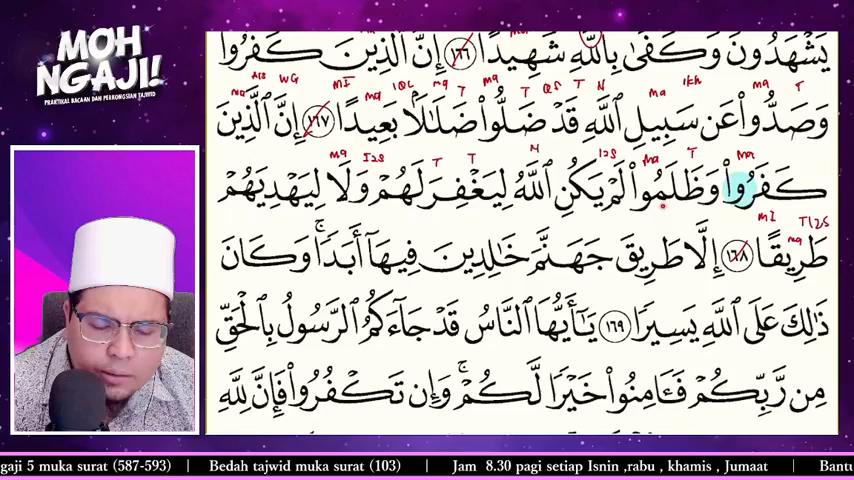 MOH
NGAJI!
PRAKTIKAL BACAAN DAN PERKONGSIAN TAJWID
يَشْهَدُونَ وَكَفَىٰ بِٱللَّهِ شَهِيدًا ١٦٦ إِنَّ ٱلَّذِينَ كَفَرُوا۟
وَصَدُّوا۟ عَن سَبِيلِ ٱللَّهِ قَدْ ضَلُّوا۟ ضَلَـٰلًۢا بَعِيدًا ١٦٧ إِنَّ ٱلَّذِينَ
كَفَرُوا۟ وَظَلَمُوا۟ لَمْ يَكُنِ ٱللَّهُ لِيَغْفِرَ لَهُمْ وَلَا لِيَهْدِيَهُمْ
طَرِيقًا ١٦٨ إِلَّا طَرِيقَ جَهَنَّمَ خَـٰلِدِينَ فِيهَآ أَبَدًا ۚ وَكَانَ
ذَٰلِكَ عَلَى ٱللَّهِ يَسِيرًا ١٦٩ يَـٰٓأَيُّهَا ٱلنَّاسُ قَدْ جَآءَكُمُ ٱلرَّسُولُ بِٱلْحَقِّ
مِن رَّبِّكُمْ فَـَٔامِنُوا۟ خَيْرًا لَّكُمْ ۚ وَإِن تَكْفُرُوا۟ فَإِنَّ لِلَّهِ
gaji 5 muka surat (587-593) | Bedah tajwid muka surat (103) | Jam 8.30 pagi setiap Isnin ,rabu , khamis , Jumaat | Bantu